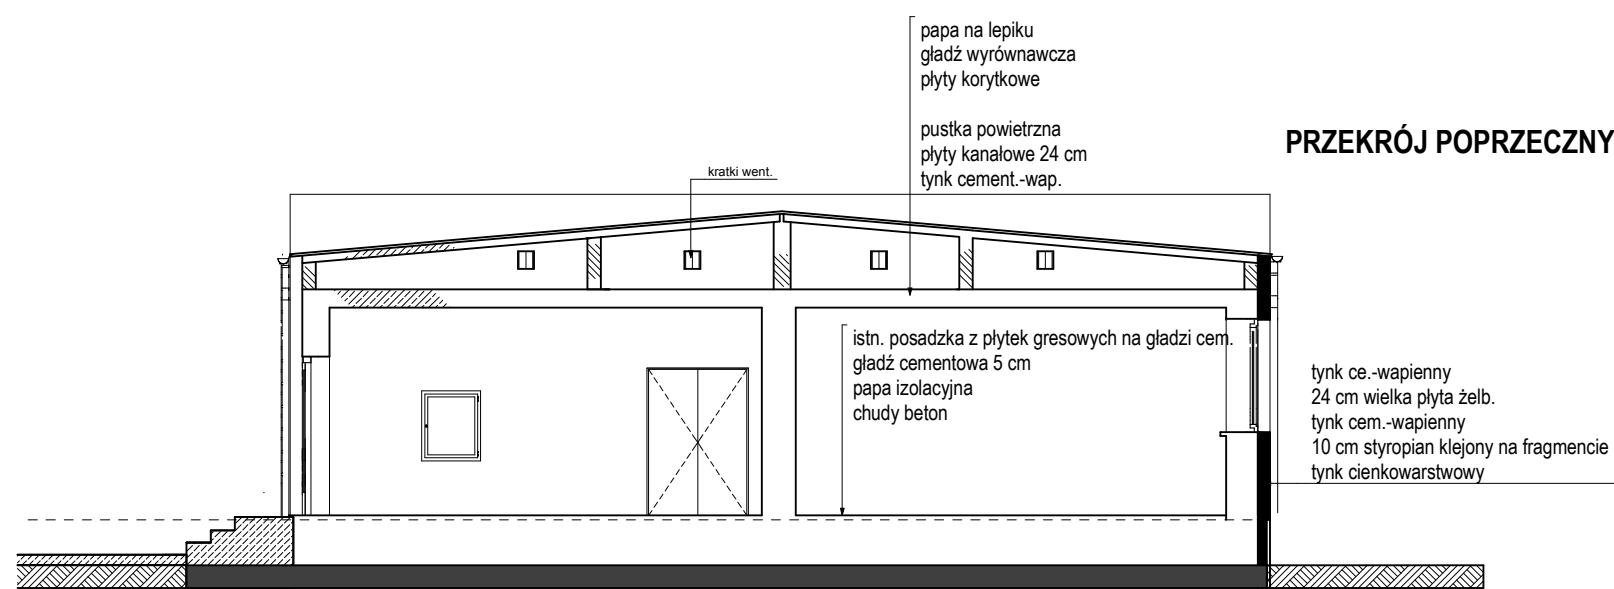 papa na lepiku
gładź wyrównawcza
płyty korytkowe
pustka powietrzna
płyty kanałowe 24 cm
tynk cement.-wap.
PRZEKRÓJ POPRZECZNY
kratki went.
istn. posadzka z płytek gresowych na gładzi cem.
gładź cementowa 5 cm
papa izolacyjna
chudy beton
tynk ce.-wapienny
24 cm wielka płyta żelb.
tynk cem.-wapienny
10 cm styropian klejony na fragmencie
tynk cienkowarstwowy